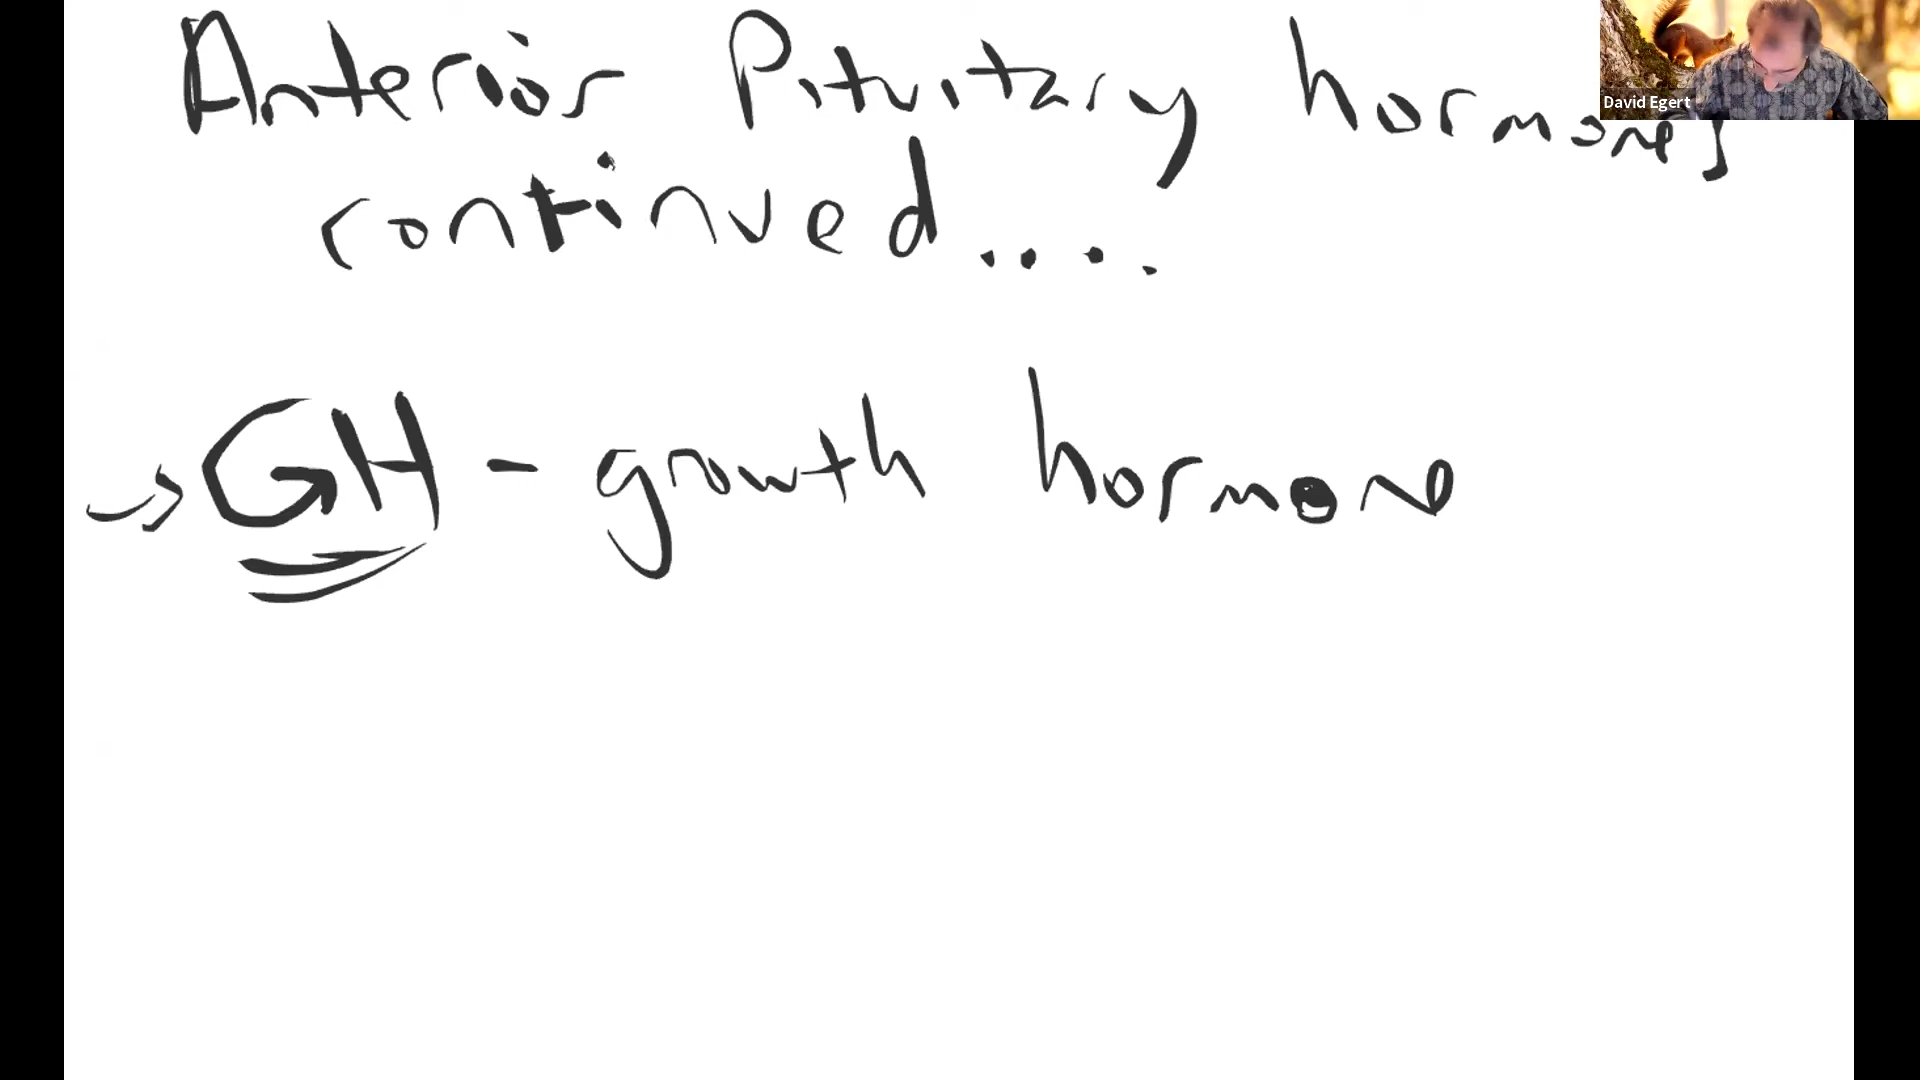 Anterior Pituitary hormones
continued....
→ GH - growth hormone
David Egert